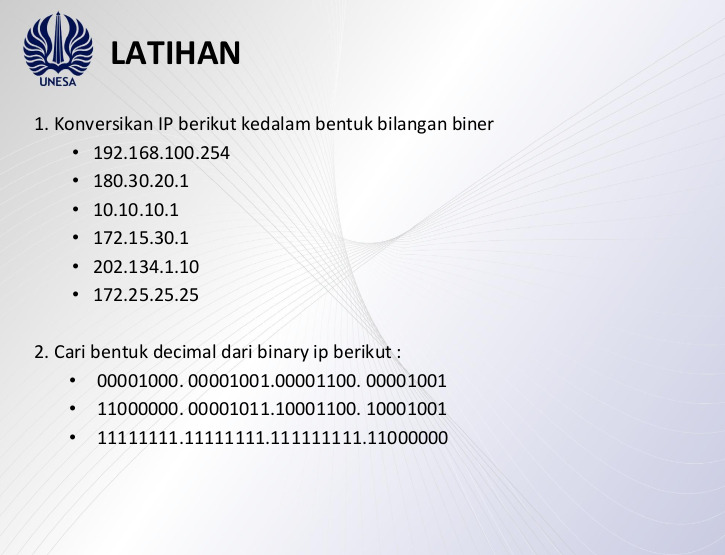 UNESA
LATIHAN
1. Konversikan IP berikut kedalam bentuk bilangan biner
• 192.168.100.254
• 180.30.20.1
• 10.10.10.1
• 172.15.30.1
• 202.134.1.10
• 172.25.25.25
2. Cari bentuk decimal dari binary ip berikut :
• 00001000. 00001001.00001100. 00001001
• 11000000. 00001011.10001100. 10001001
• 11111111.11111111.111111111.11000000